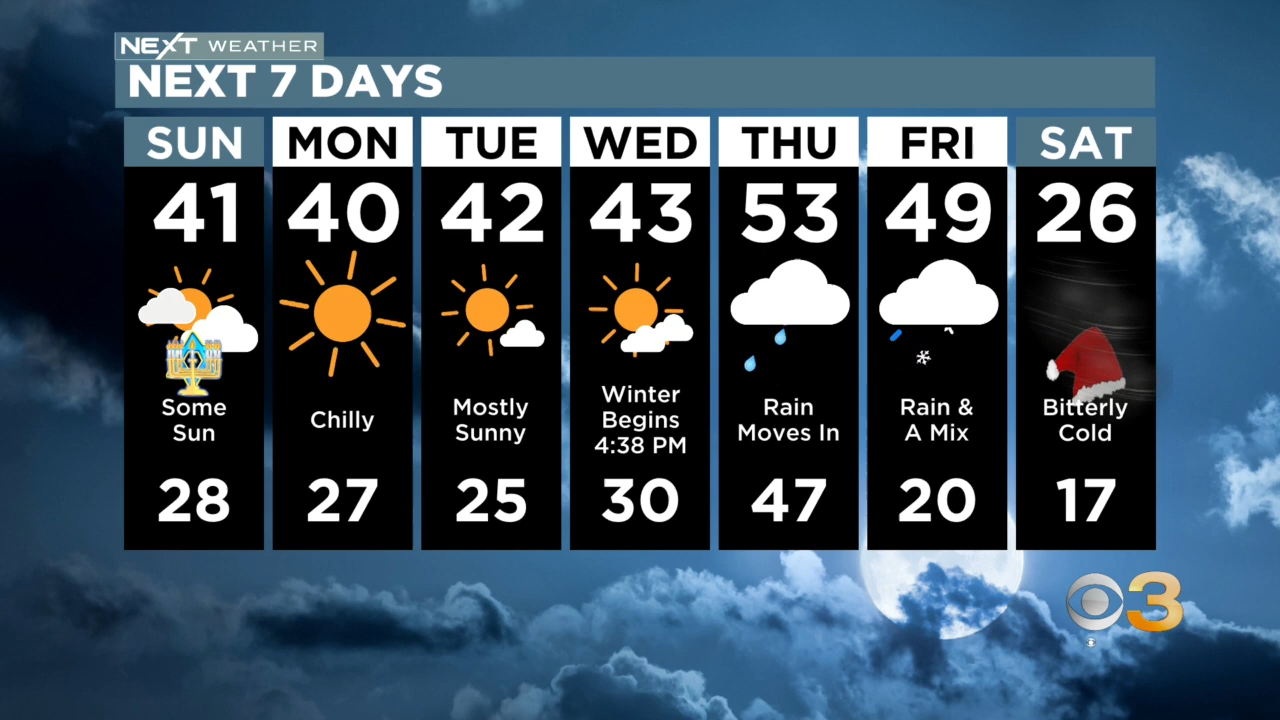 NEXT WEATHER
NEXT 7 DAYS
SUN MON TUE WED THU FRI SAT
41 40 42 43 53 49 26
Some Sun
Chilly
Mostly Sunny
Winter Begins 4:38 PM
Rain Moves In
Rain & A Mix
Bitterly Cold
28 27 25 30 47 20 17
3